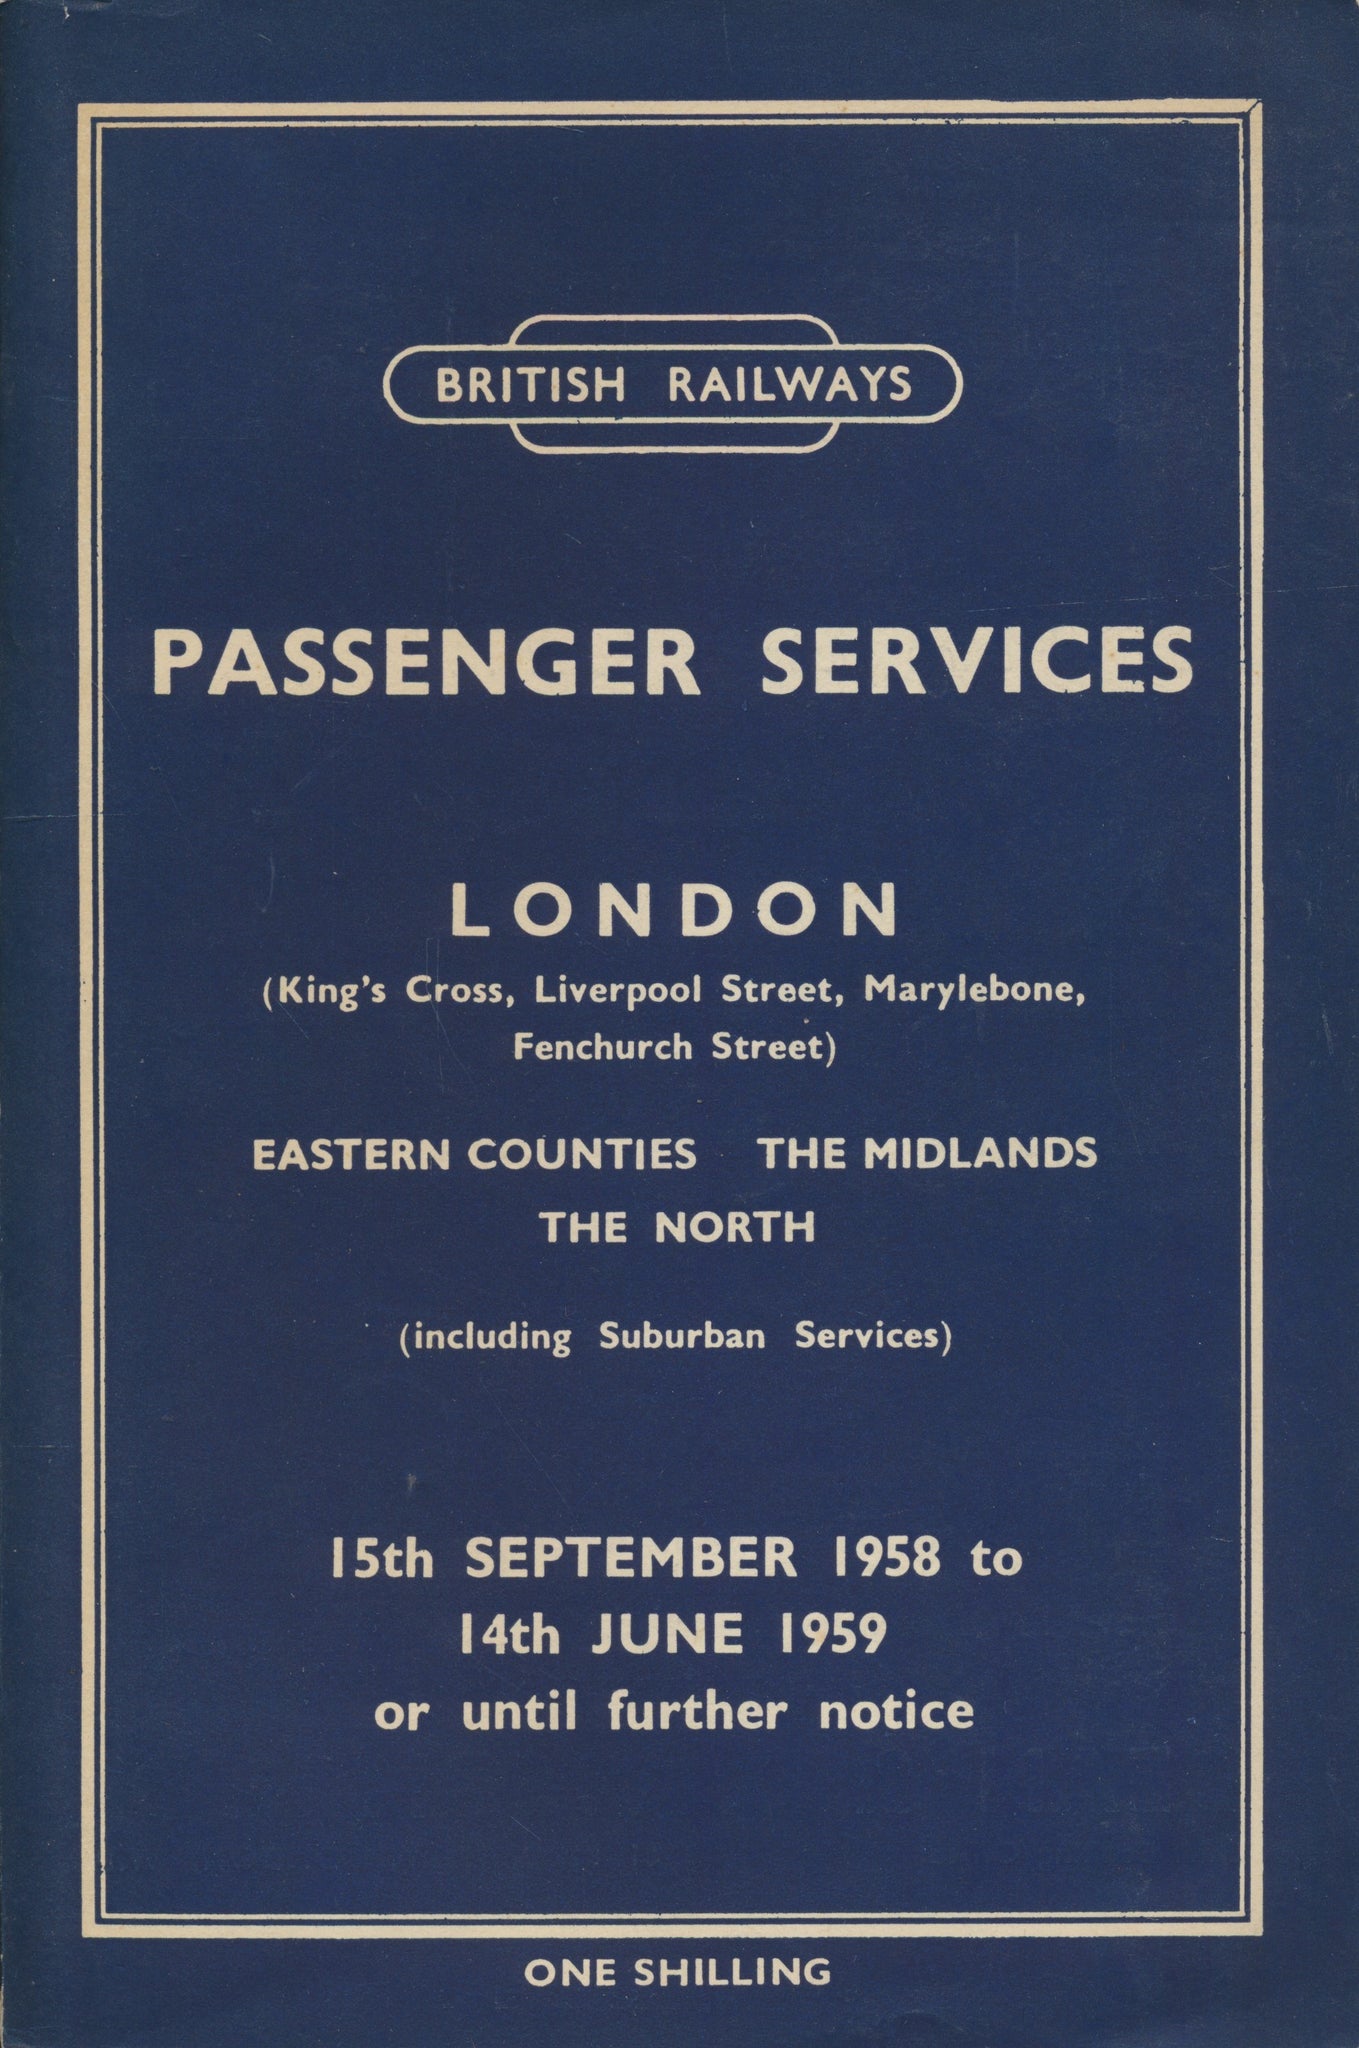 BRITISH RAILWAYS
PASSENGER SERVICES
LONDON
(King's Cross, Liverpool Street, Marylebone,
Fenchurch Street)
EASTERN COUNTIES THE MIDLANDS
THE NORTH
(including Suburban Services)
15th SEPTEMBER 1958 to
14th JUNE 1959
or until further notice
ONE SHILLING